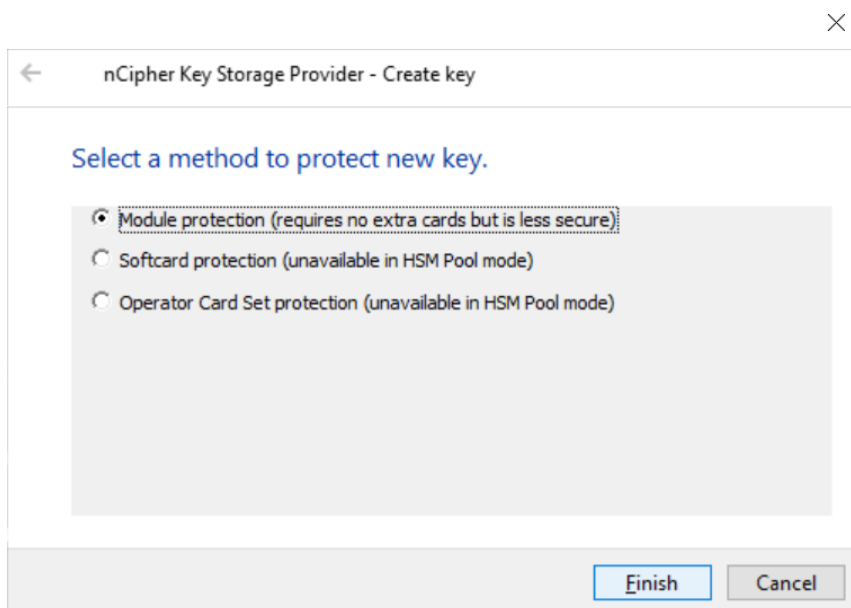 nCipher Key Storage Provider - Create key
Select a method to protect new key.
Module protection (requires no extra cards but is less secure)
Softcard protection (unavailable in HSM Pool mode)
Operator Card Set protection (unavailable in HSM Pool mode)
Finish Cancel